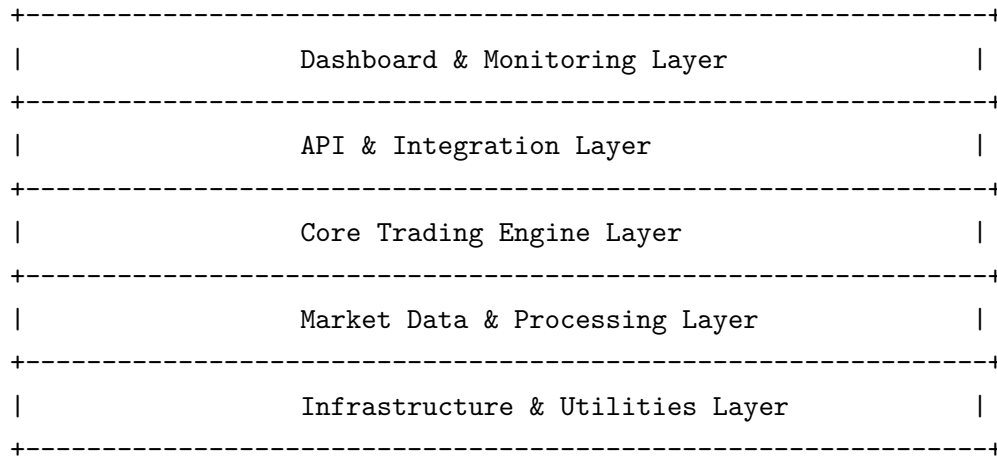 +---------------------------------------------------------------+
| Dashboard & Monitoring Layer |
+---------------------------------------------------------------+
| API & Integration Layer |
+---------------------------------------------------------------+
| Core Trading Engine Layer |
+---------------------------------------------------------------+
| Market Data & Processing Layer |
+---------------------------------------------------------------+
| Infrastructure & Utilities Layer |
+---------------------------------------------------------------+